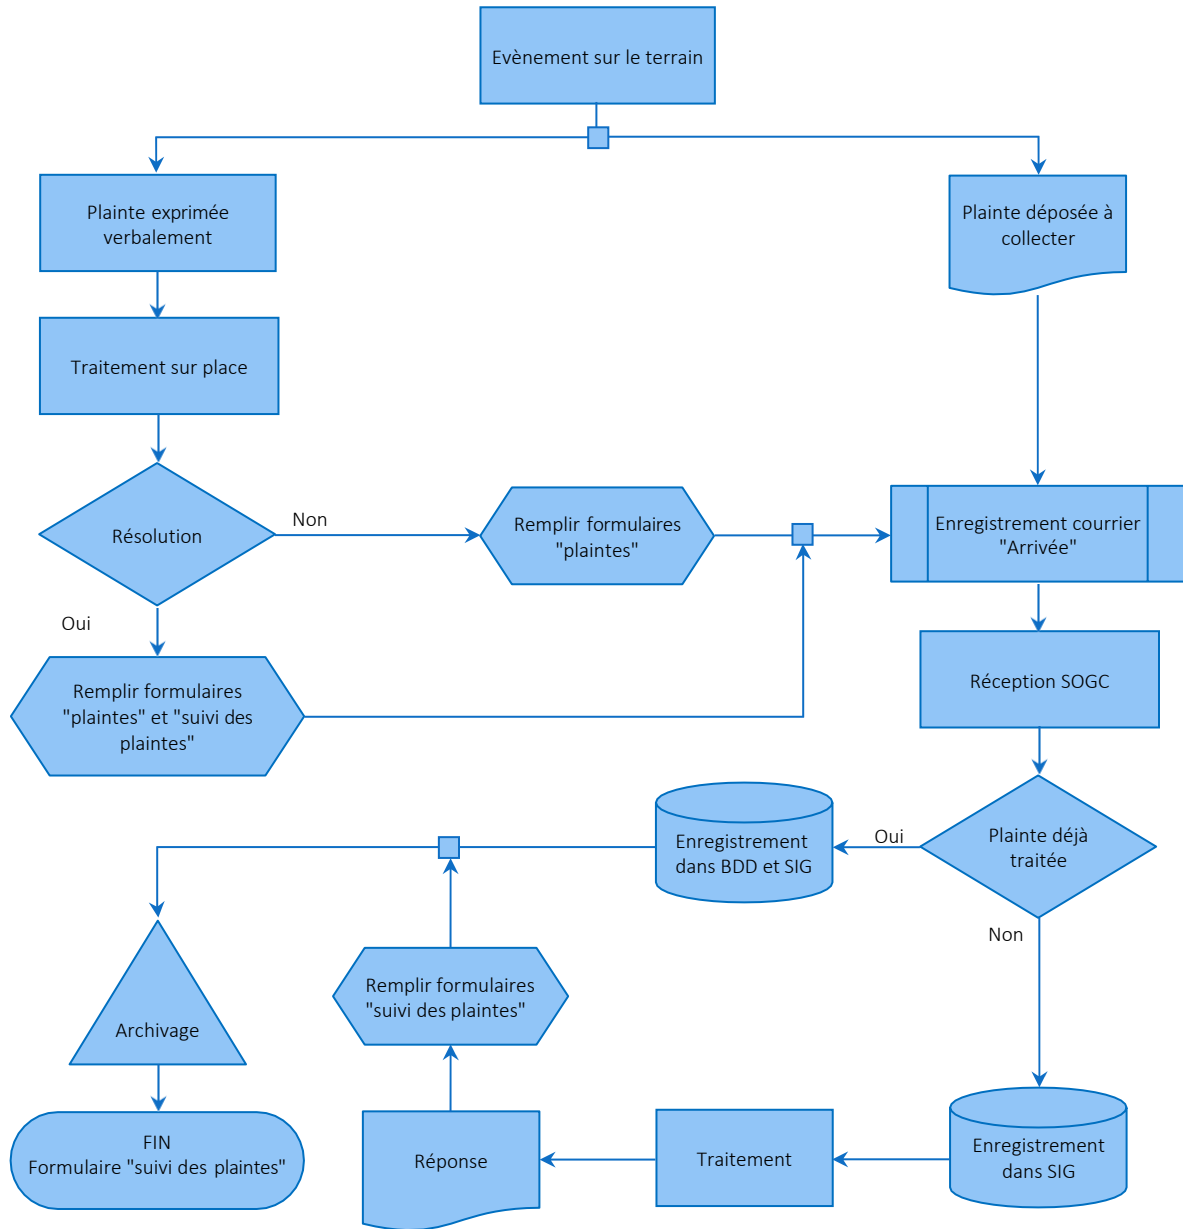 Evènement sur le terrain
Plainte exprimée
verbalement
Plainte déposée à
collecter
Traitement sur place
Résolution
Non
Remplir formulaires
"plaintes"
Enregistrement courrier
"Arrivée"
Oui
Remplir formulaires
"plaintes" et "suivi des
plaintes"
Réception SOGC
Plainte déjà
traitée
Oui
Enregistrement
dans BDD et SIG
Non
Remplir formulaires
"suivi des plaintes"
Archivage
FIN
Formulaire "suivi des plaintes"
Réponse
Traitement
Enregistrement
dans SIG